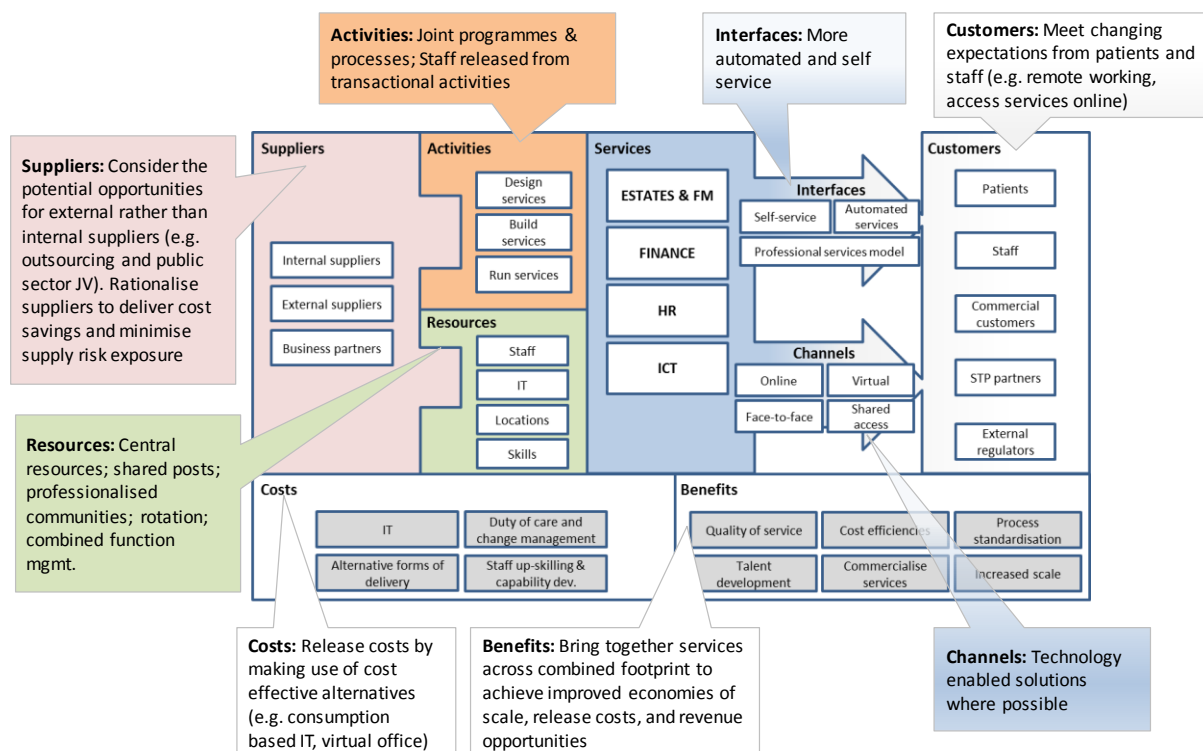 Activities: Joint programmes &
processes; Staff released from
transactional activities
Interfaces: More
automated and self
service
Customers: Meet changing
expectations from patients and
staff (e.g. remote working,
access services online)
Suppliers: Consider the
potential opportunities
for external rather than
internal suppliers (e.g.
outsourcing and public
sector JV). Rationalise
suppliers to deliver cost
savings and minimise
supply risk exposure
Resources: Central
resources; shared posts;
professionalised
communities; rotation;
combined function
mgmt.
Suppliers
Internal suppliers
External suppliers
Business partners
Activities
Design
services
Build
services
Run services
Resources
Staff
IT
Locations
Skills
Services
ESTATES & FM
FINANCE
HR
ICT
Interfaces
Self-service
Automated
services
Professional services model
Channels
Online
Virtual
Face-to-face
Shared
access
Customers
Patients
Staff
Commercial
customers
STP partners
External
regulators
Costs
IT
Duty of care and
change management
Alternative forms of
delivery
Staff up-skilling &
capability dev.
Benefits
Quality of service
Cost efficiencies
Process
standardisation
Talent
development
Commercialise
services
Increased scale
Costs: Release costs by
making use of cost
effective alternatives
(e.g. consumption
based IT, virtual office)
Benefits: Bring together services
across combined footprint to
achieve improved economies of
scale, release costs, and revenue
opportunities
Channels: Technology
enabled solutions
where possible